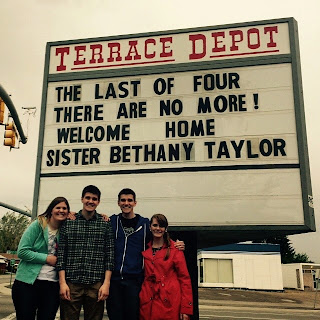 TERRACE DEPOT
THE LAST OF FOUR
THERE ARE NO MORE!
WELCOME HOME
SISTER BETHANY TAYLOR